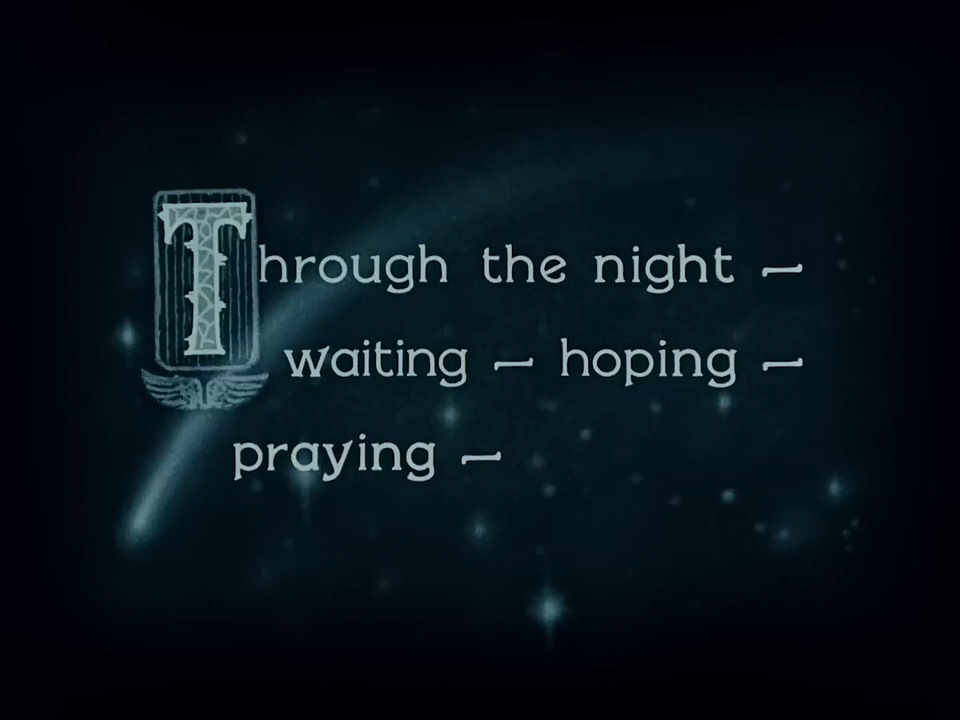 Through the night —
waiting — hoping —
praying —